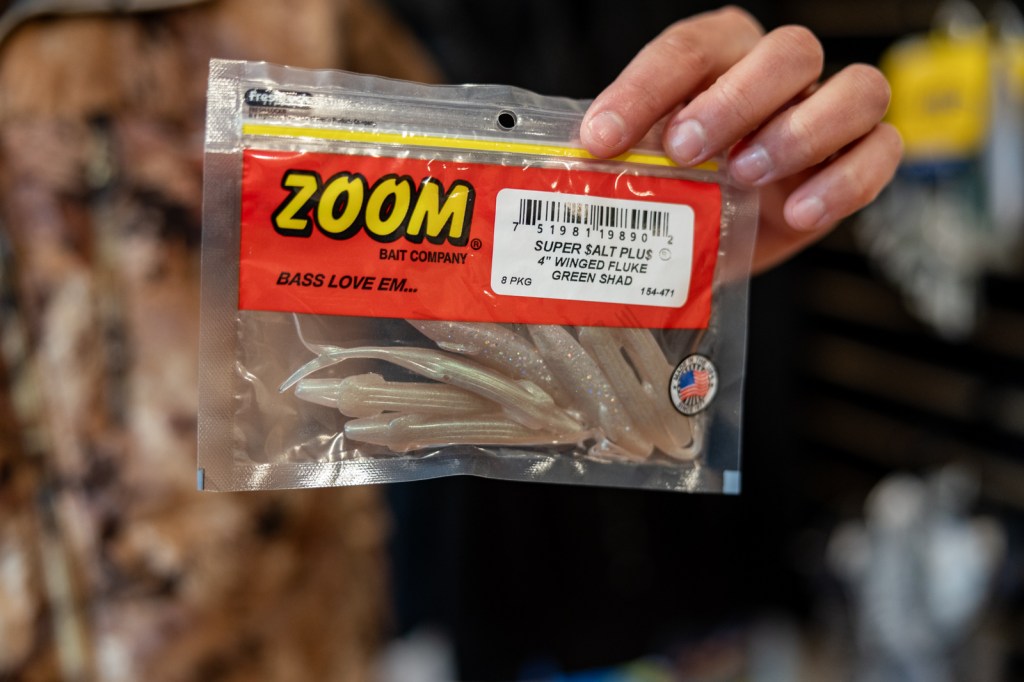 ZOOM®
BAIT COMPANY
BASS LOVE EM...
7 51981 19890 2
SUPER $ALT PLU$
4" WINGED FLUKE
GREEN SHAD
8 PKG
154-471